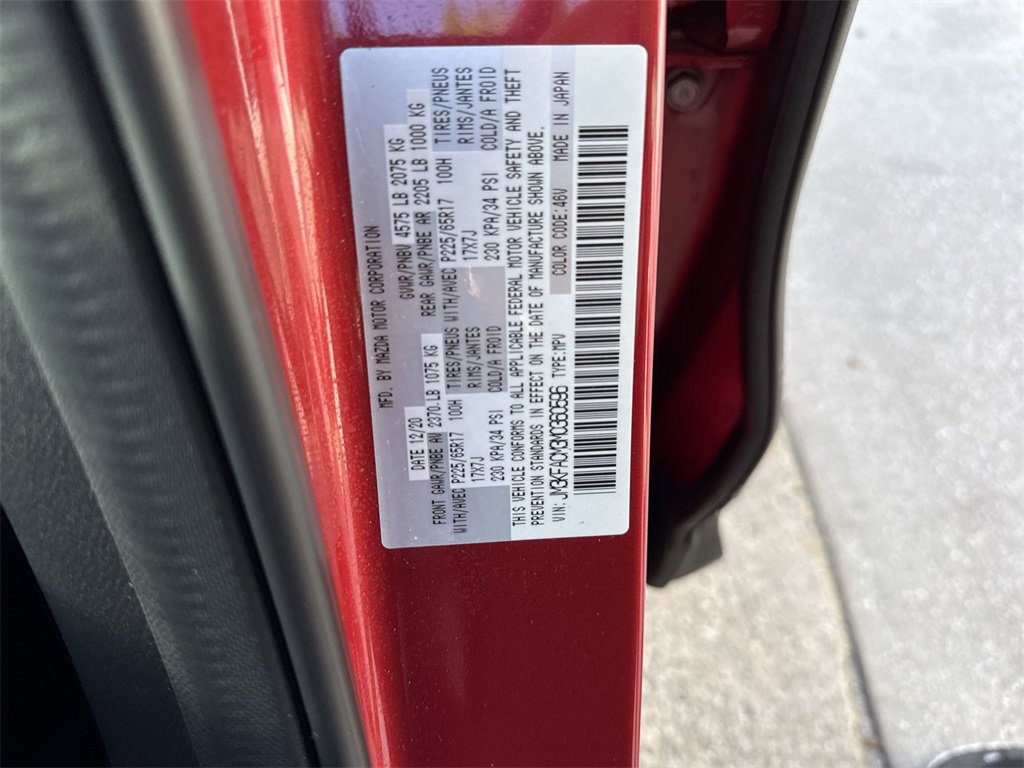 MFD. BY MAZDA MOTOR CORPORATION
DATE 12/20 GVWR/PNBV 4575 LB 2075 KG
FRONT GAWR/PNBE AV 2370 LB 1075 KG REAR GAWR/PNBE AR 2205 LB 1000 KG
WITH/AVEC P225/65R17 100H TIRES/PNEUS WITH/AVEC P225/65R17 100H TIRES/PNEUS
17X7J RIMS/JANTES 17X7J RIMS/JANTES
230 KPA/34 PSI COLD/A FROID 230 KPA/34 PSI COLD/A FROID
THIS VEHICLE CONFORMS TO ALL APPLICABLE FEDERAL MOTOR VEHICLE SAFETY AND THEFT
PREVENTION STANDARDS IN EFFECT ON THE DATE OF MANUFACTURE SHOWN ABOVE.
VIN: JM3KFACM3M0360596 TYPE:MPV COLOR CODE:46V MADE IN JAPAN